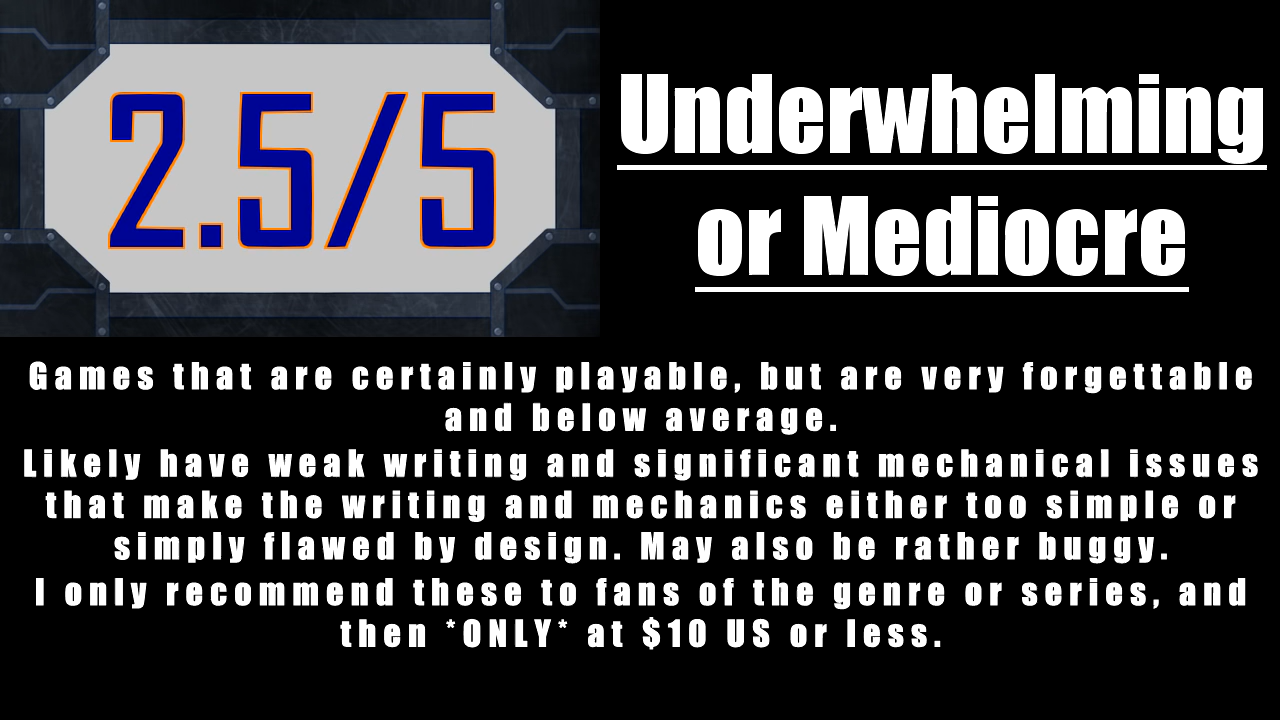 2.5/5
Underwhelming
or Mediocre
Games that are certainly playable, but are very forgettable
and below average.
Likely have weak writing and significant mechanical issues
that make the writing and mechanics either too simple or
simply flawed by design. May also be rather buggy.
I only recommend these to fans of the genre or series, and
then *ONLY* at $10 US or less.